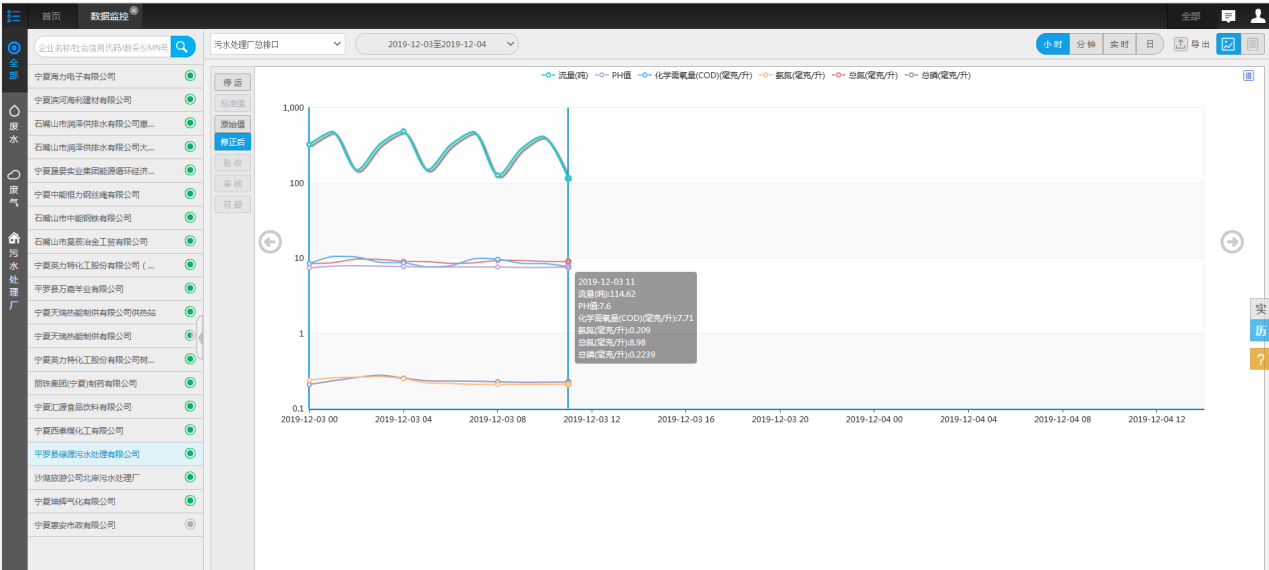 首页
数据监控
全部
企业名称/社会信用代码/数采仪MN号
全部
废水
废气
污水处理厂
宁夏海力电子有限公司
宁夏滨河海利建材有限公司
石嘴山市润泽供排水有限公司惠...
石嘴山市润泽供排水有限公司大...
宁夏晟晏实业集团能源循环经济...
宁夏中能恒力钢丝绳有限公司
石嘴山市中能钢铁有限公司
石嘴山市昊辰冶金工贸有限公司
宁夏英力特化工股份有限公司 ( ...
平罗县万嘉羊业有限公司
宁夏天瑞热能制供有限公司供热站
宁夏天瑞热能制供有限公司
宁夏英力特化工股份有限公司树...
丽珠集团(宁夏)制药有限公司
宁夏汇源食品饮料有限公司
宁夏西泰煤化工有限公司
平罗县绿源污水处理有限公司
沙湖旅游公司北岸污水处理厂
宁夏坤辉气化有限公司
宁夏惠安市政有限公司
污水处理厂总排口
2019-12-03至2019-12-04
小时
分钟
实时
日
导出
停运
标准值
原始值
修正后
验收
审核
可疑
流量(吨)
PH值
化学需氧量(COD)(毫克/升)
氨氮(毫克/升)
总氮(毫克/升)
总磷(毫克/升)
值
1,000
100
10
1
0.1
2019-12-03 11
流量(吨):114.62
PH值:7.6
化学需氧量(COD)(毫克/升):7.71
氨氮(毫克/升):0.209
总氮(毫克/升):8.98
总磷(毫克/升):0.2239
2019-12-03 00
2019-12-03 04
2019-12-03 08
2019-12-03 12
2019-12-03 16
2019-12-03 20
2019-12-04 00
2019-12-04 04
2019-12-04 08
2019-12-04 12
实
历
?